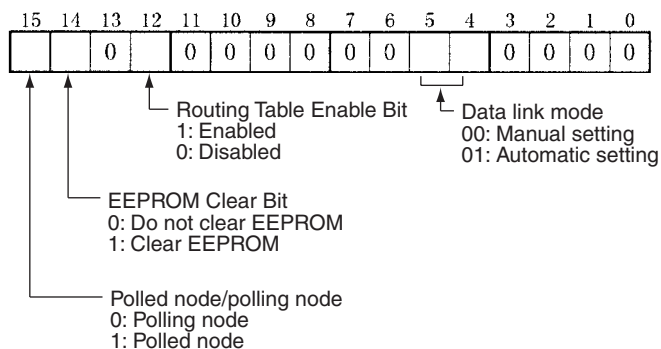 15 14 13 12 11 10 9 8 7 6 5 4 3 2 1 0
0 0 0 0 0 0 0 0 0 0 0
Routing Table Enable Bit
1: Enabled
0: Disabled
Data link mode
00: Manual setting
01: Automatic setting
EEPROM Clear Bit
0: Do not clear EEPROM
1: Clear EEPROM
Polled node/polling node
0: Polling node
1: Polled node